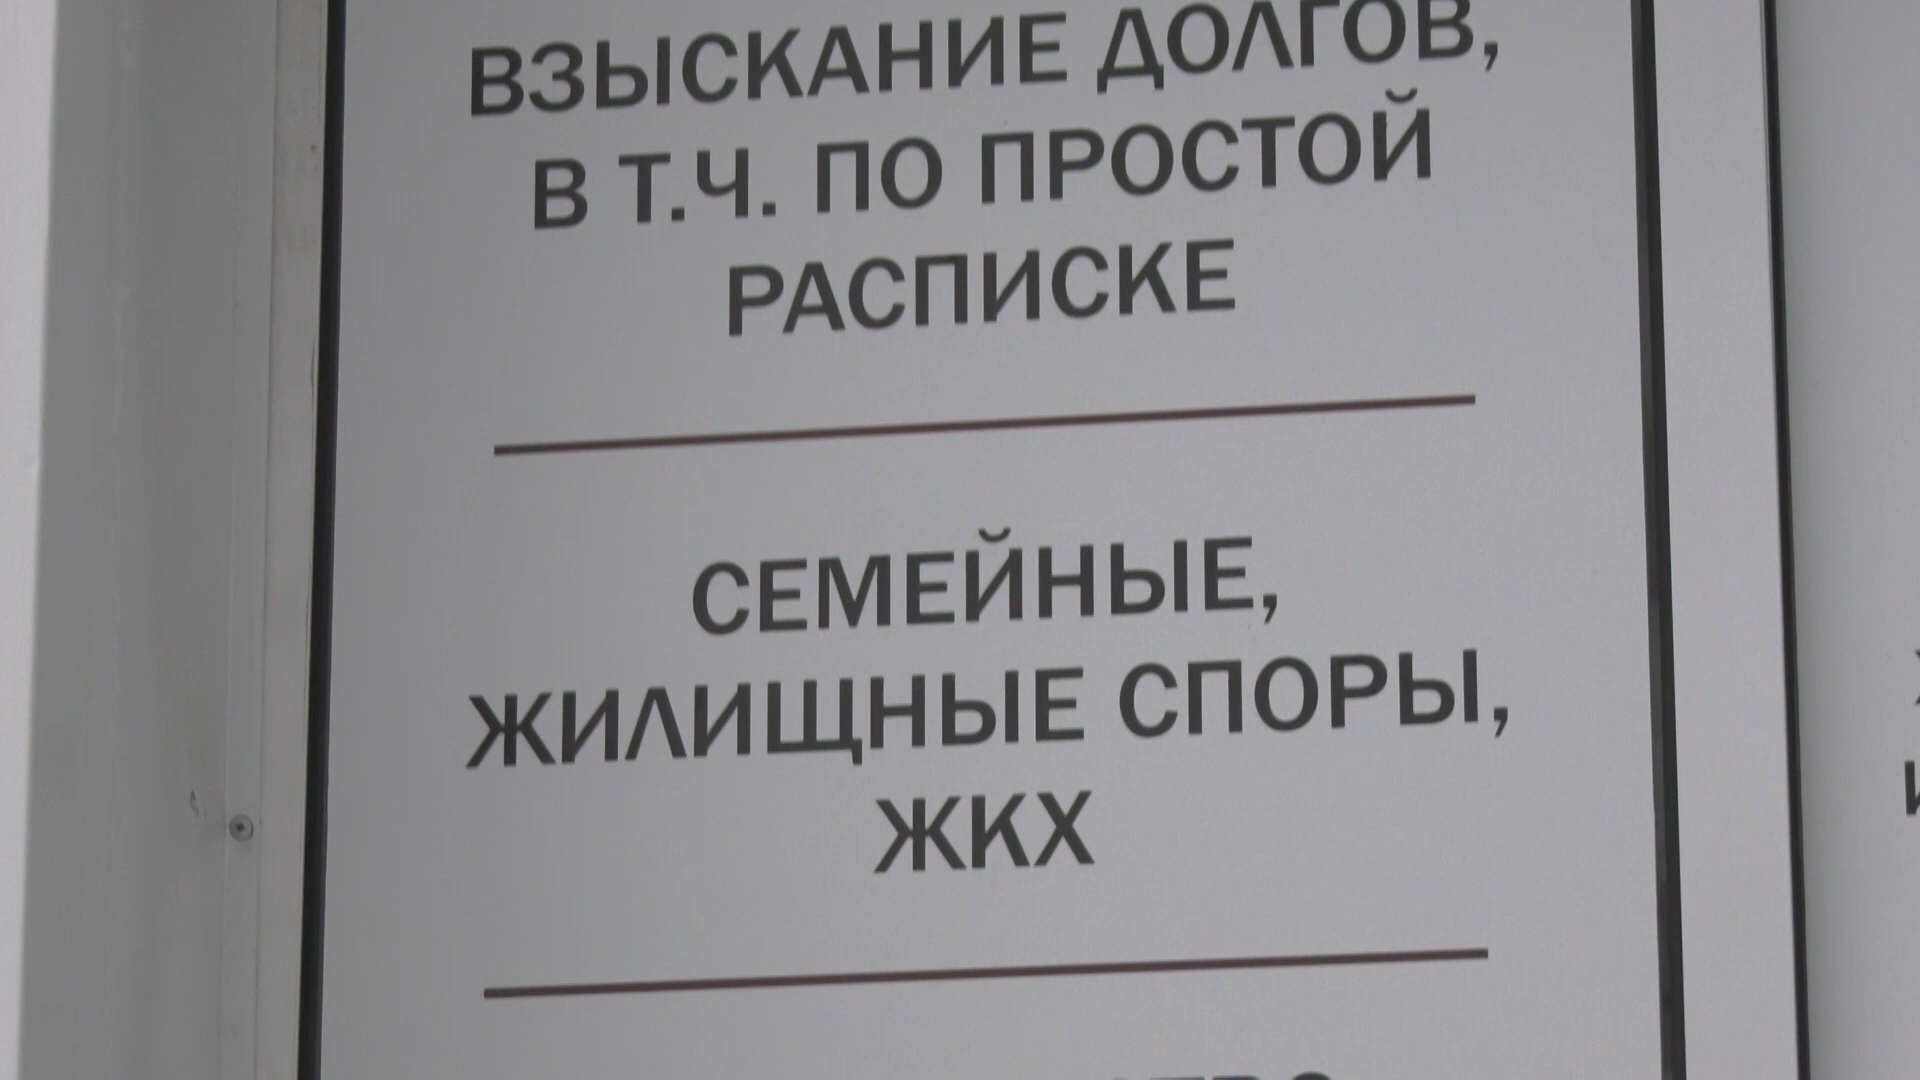 ВЗЫСКАНИЕ ДОЛГОВ,
В Т.Ч. ПО ПРОСТОЙ
РАСПИСКЕ
СЕМЕЙНЫЕ,
ЖИЛИЩНЫЕ СПОРЫ,
ЖКХ